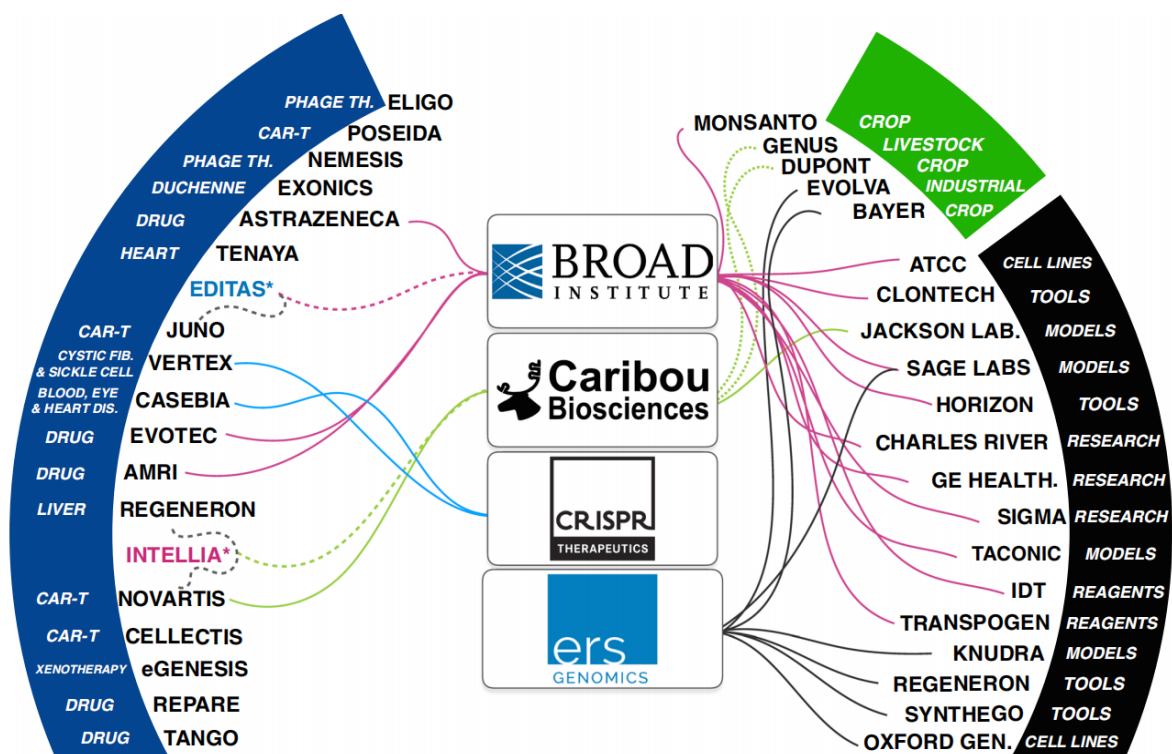 PHAGE TH. ELIGO
CAR-T POSEIDA
PHAGE TH. NEMESIS
DUCHENNE EXONICS
DRUG ASTRAZENECA
HEART TENAYA
EDITAS*
CAR-T JUNO
CYSTIC FIB.
& SICKLE CELL
VERTEX
BLOOD, EYE
& HEART DIS.
CASEBIA
DRUG EVOTEC
DRUG AMRI
LIVER REGENERON
INTELLIA*
CAR-T NOVARTIS
CAR-T CELLECTIS
XENOTHERAPY eGENESIS
DRUG REPARE
DRUG TANGO
BROAD
INSTITUTE
Caribou
Biosciences
CRISPR
THERAPEUTICS
ers
GENOMICS
MONSANTO CROP
GENUS LIVESTOCK
DUPONT CROP
EVOLVA INDUSTRIAL
BAYER CROP
ATCC CELL LINES
CLONTECH TOOLS
JACKSON LAB. MODELS
SAGE LABS MODELS
HORIZON TOOLS
CHARLES RIVER RESEARCH
GE HEALTH. RESEARCH
SIGMA RESEARCH
TACONIC MODELS
IDT REAGENTS
TRANSPOGEN REAGENTS
KNUDRA MODELS
REGENERON TOOLS
SYNTHEGO TOOLS
OXFORD GEN. CELL LINES